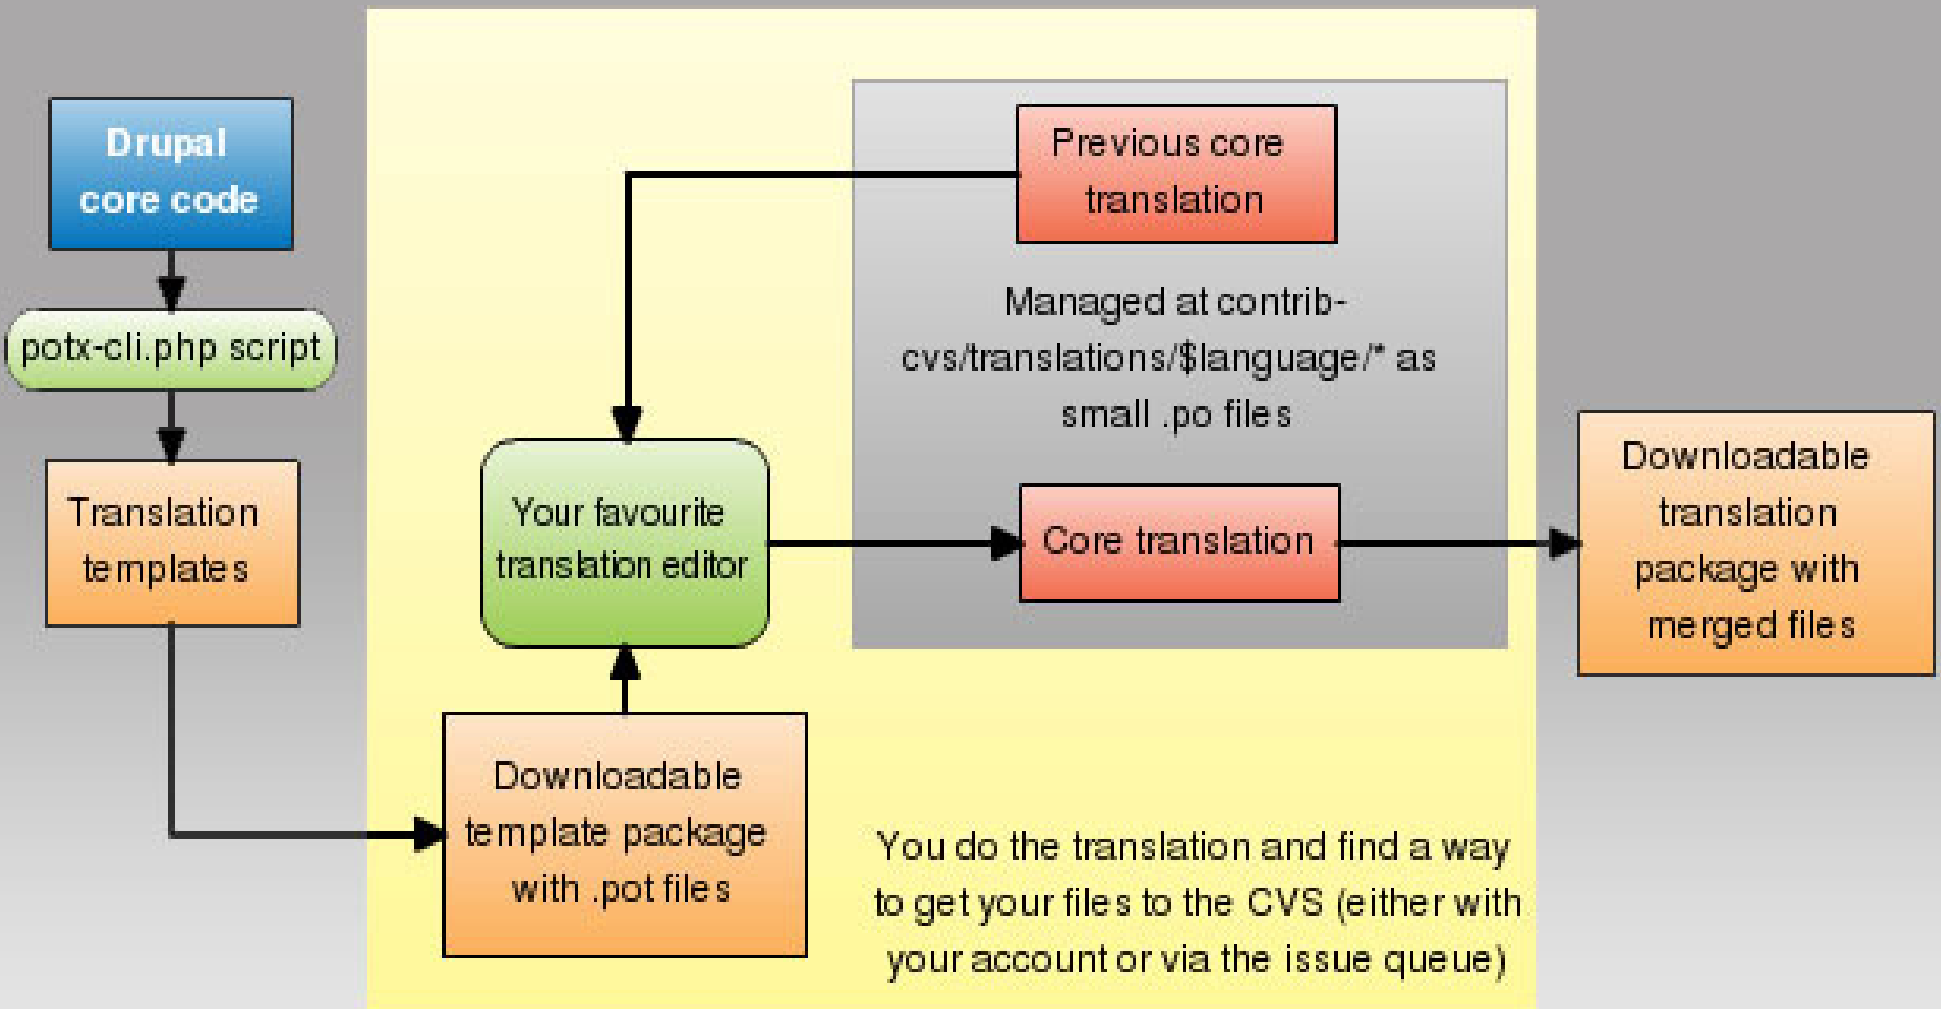 Drupal
core code
potx-cli.php script
Translation
templates
Previous core
translation
Managed at contrib-
cvs/translations/$language/* as
small .po files
Your favourite
translation editor
Core translation
Downloadable
translation
package with
merged files
Downloadable
template package
with .pot files
You do the translation and find a way
to get your files to the CVS (either with
your account or via the issue queue)